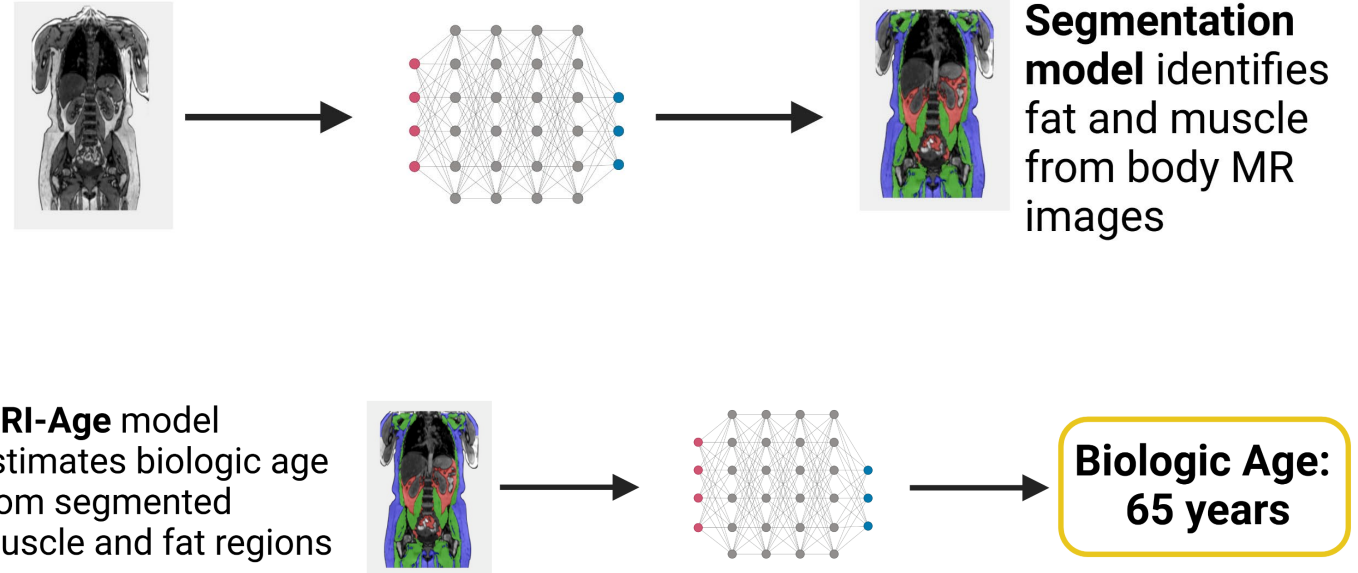 Segmentation
model identifies
fat and muscle
from body MR
images
RI-Age model
stimates biologic age
om segmented
uscle and fat regions
Biologic Age:
65 years